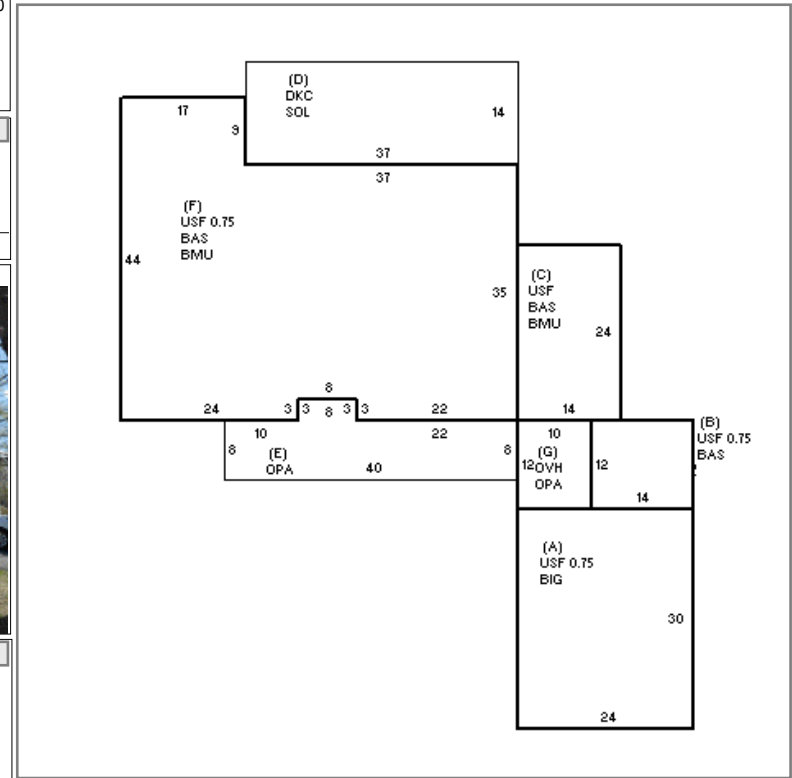 (D)
DKC
SOL
14
17
9
37
37
(F)
USF 0.75
BAS
BMU
44
35
(C)
USF
BAS
BMU
24
8
24
3 3 8 3 3
22
14
10
8
(E)
OPA
40
22
8
10
12
(G)
OVH
OPA
12
14
(B)
USF 0.75
BAS
(A)
USF 0.75
BIG
30
24